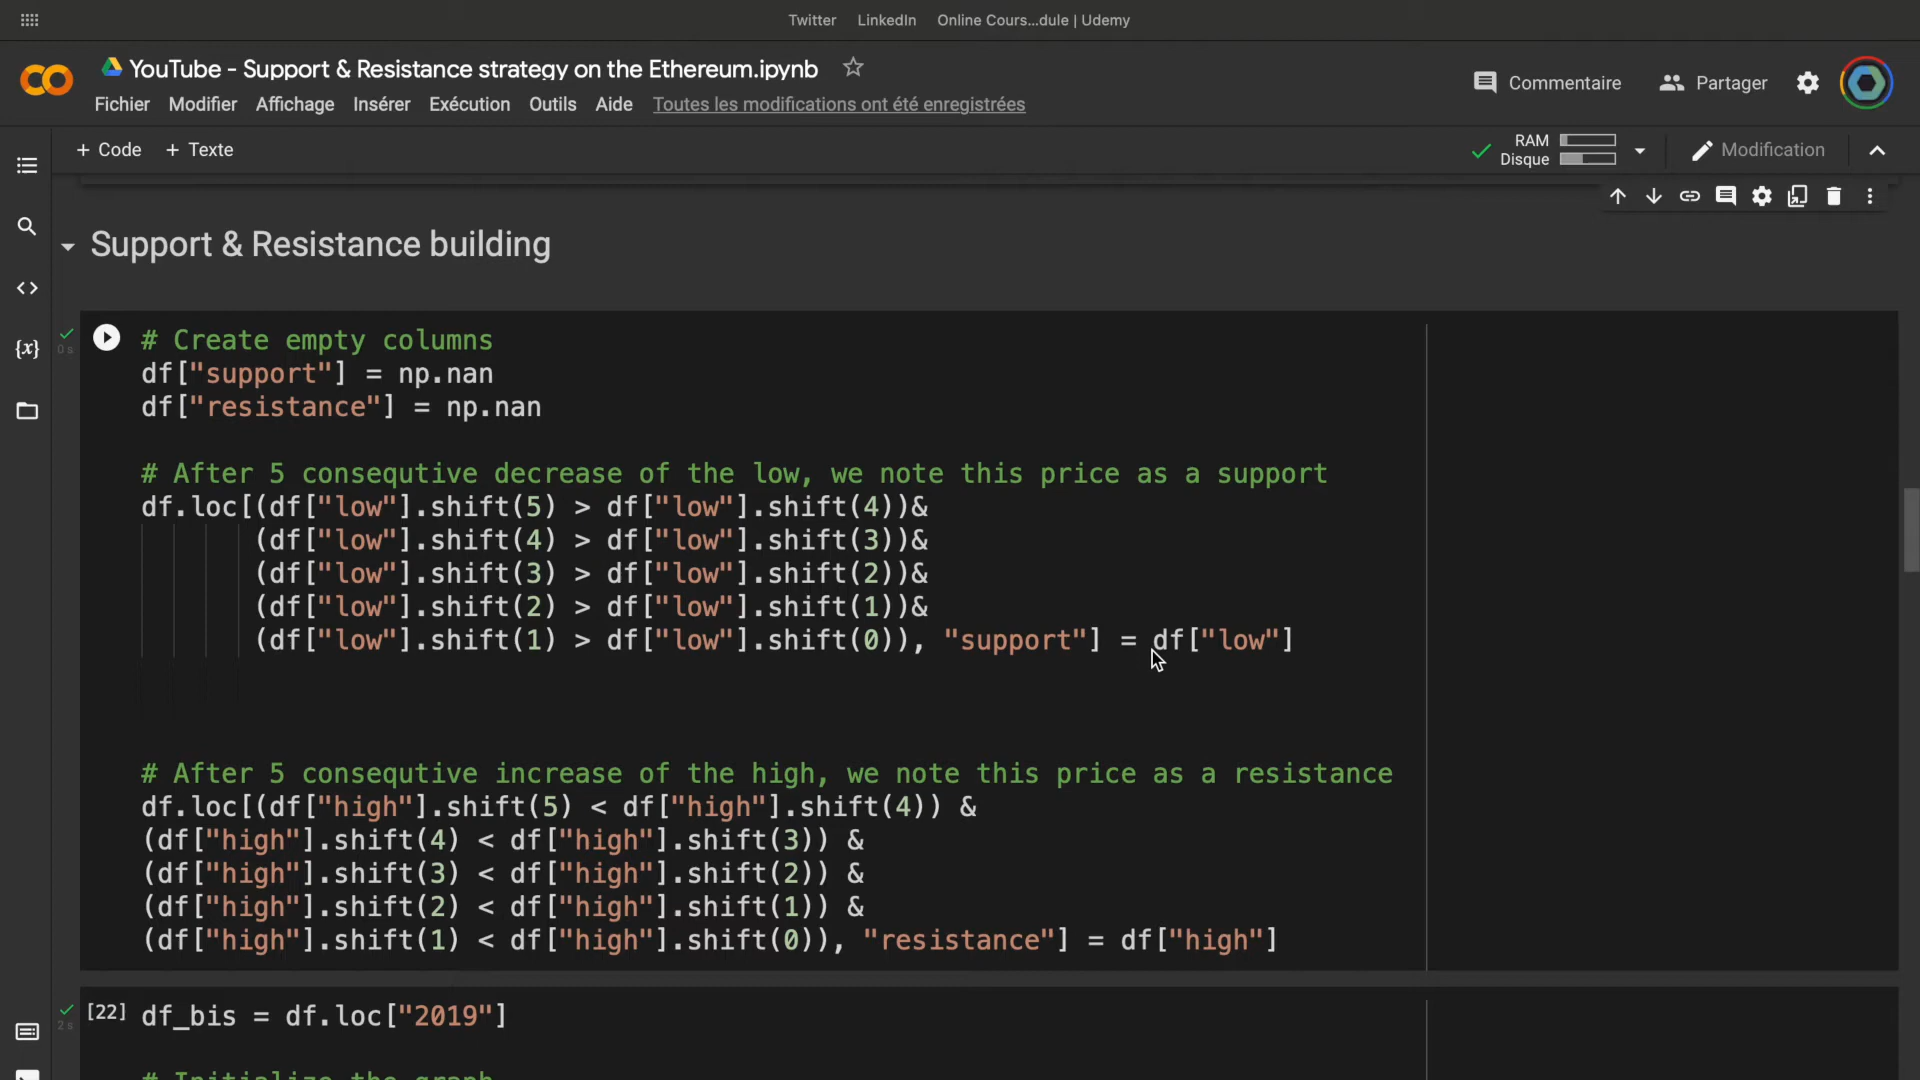 Twitter LinkedIn Online Cours...dule | Udemy
YouTube - Support & Resistance strategy on the Ethereum.ipynb
Commentaire Partager
Fichier Modifier Affichage Insérer Exécution Outils Aide Toutes les modifications ont été enregistrées
+ Code + Texte
RAM
Disque
Modification
Support & Resistance building
0 s
# Create empty columns
df["support"] = np.nan
df["resistance"] = np.nan
# After 5 consequtive decrease of the low, we note this price as a support
df.loc[(df["low"].shift(5) > df["low"].shift(4))&
(df["low"].shift(4) > df["low"].shift(3))&
(df["low"].shift(3) > df["low"].shift(2))&
(df["low"].shift(2) > df["low"].shift(1))&
(df["low"].shift(1) > df["low"].shift(0)), "support"] = df["low"]
# After 5 consequtive increase of the high, we note this price as a resistance
df.loc[(df["high"].shift(5) < df["high"].shift(4)) &
(df["high"].shift(4) < df["high"].shift(3)) &
(df["high"].shift(3) < df["high"].shift(2)) &
(df["high"].shift(2) < df["high"].shift(1)) &
(df["high"].shift(1) < df["high"].shift(0)), "resistance"] = df["high"]
2 s
[22] df_bis = df.loc["2019"]
# Initialize the graph